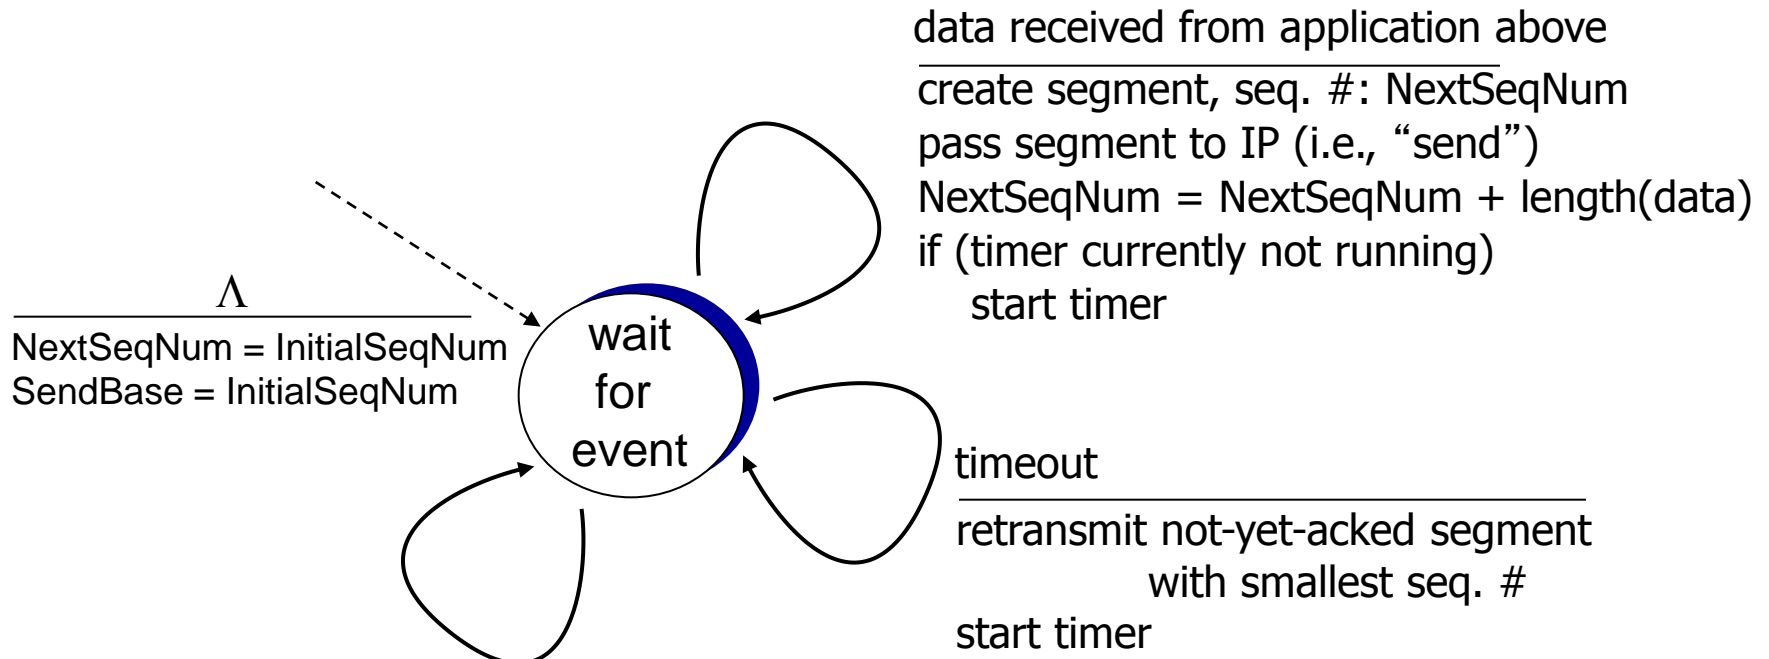 data received from application above
create segment, seq. #: NextSeqNum
pass segment to IP (i.e., “send”)
NextSeqNum = NextSeqNum + length(data)
if (timer currently not running)
start timer
Λ
NextSeqNum = InitialSeqNum
SendBase = InitialSeqNum
wait
for
event
timeout
retransmit not-yet-acked segment
with smallest seq. #
start timer